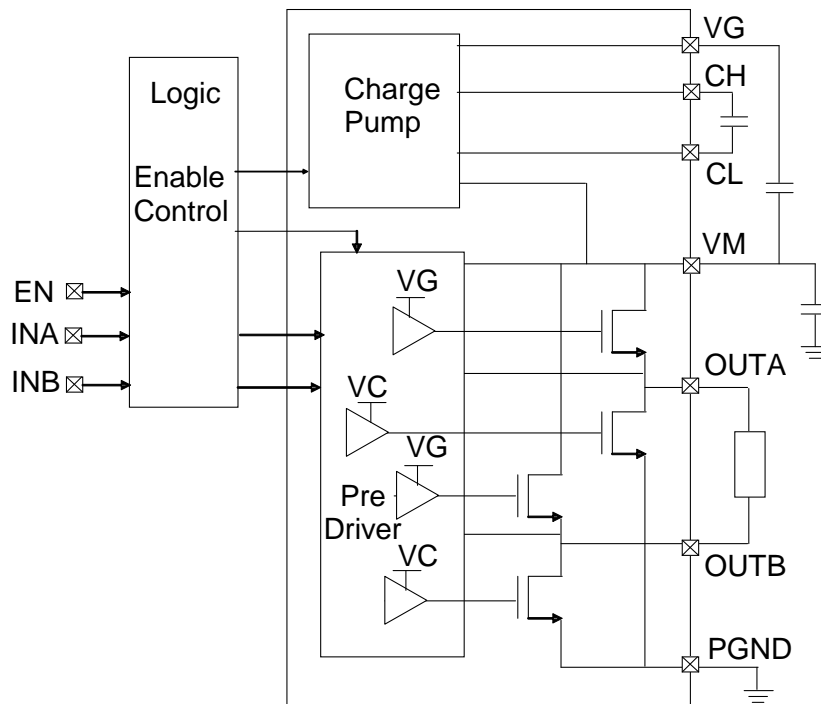 VG
CH
Logic
Charge
Pump
CL
Enable
Control
VM
EN
VG
INA
OUTA
INB
VC
VG
Pre
Driver
VC
OUTB
PGND